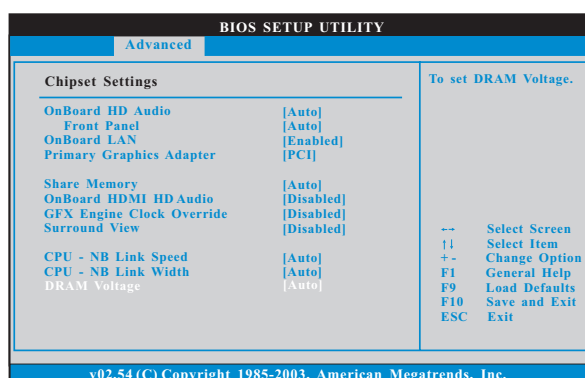 BIOS SETUP UTILITY
Advanced
Chipset Settings
OnBoard HD Audio [Auto]
Front Panel [Auto]
OnBoard LAN [Enabled]
Primary Graphics Adapter [PCI]
Share Memory [Auto]
OnBoard HDMI HD Audio [Disabled]
GFX Engine Clock Override [Disabled]
Surround View [Disabled]
CPU - NB Link Speed [Auto]
CPU - NB Link Width [Auto]
DRAM Voltage [Auto]
To set DRAM Voltage.
↔ Select Screen
↑↓ Select Item
+ - Change Option
F1 General Help
F9 Load Defaults
F10 Save and Exit
ESC Exit
v02.54 (C) Copyright 1985-2003, American Megatrends, Inc.